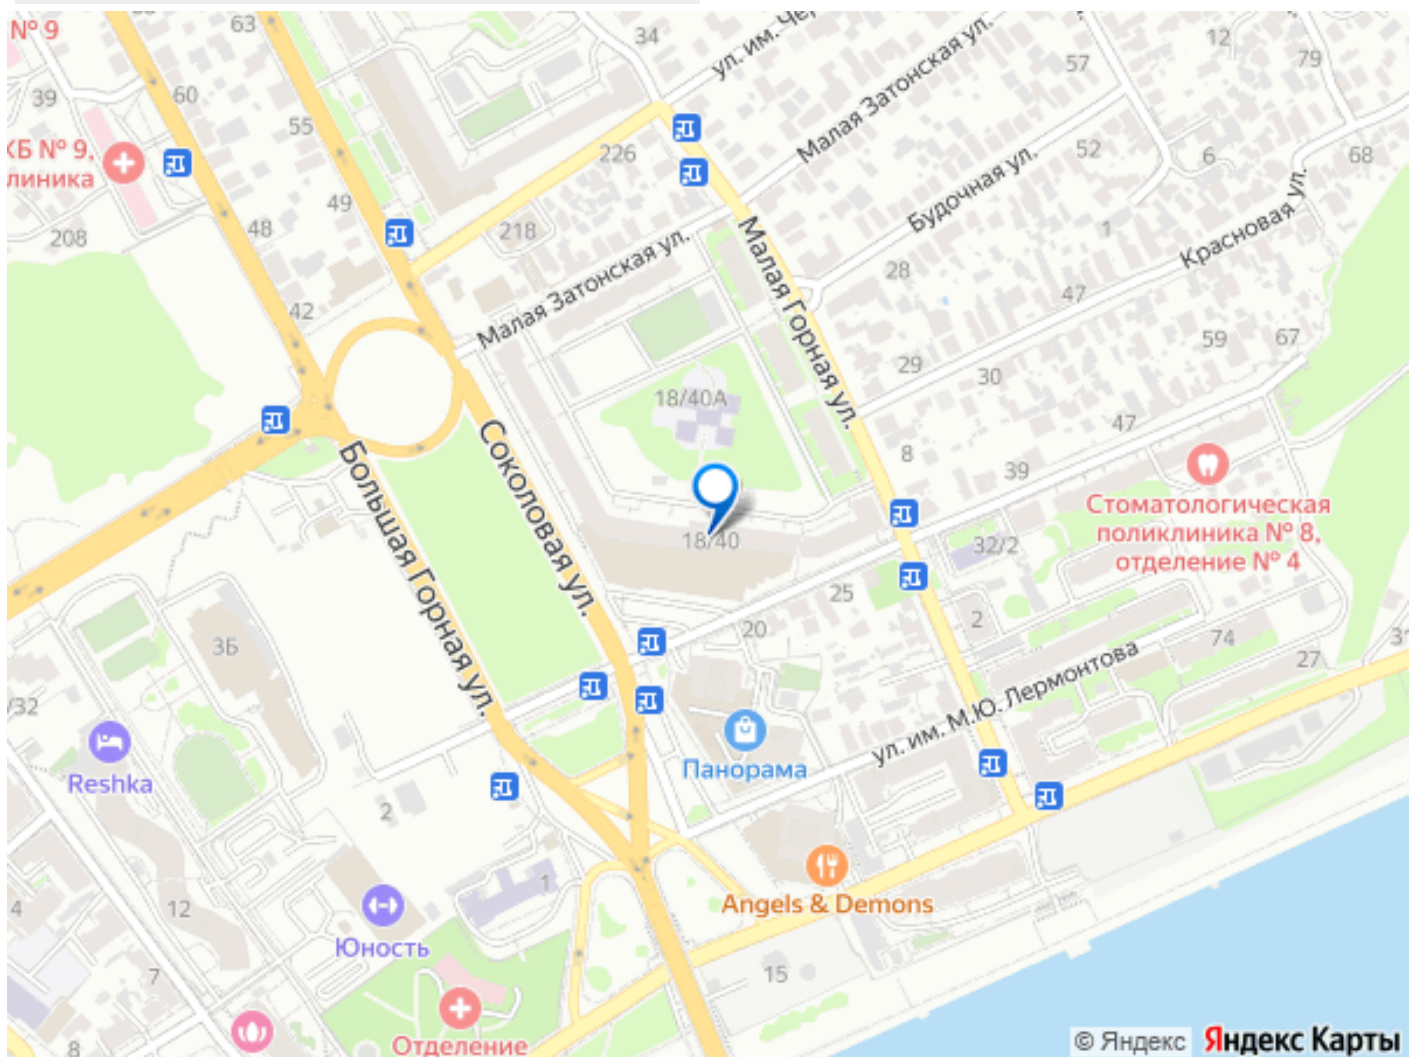 № 9
63
34
ул. им.
12
79
57
39
60
Малая Затонская ул.
55
КБ № 9,
линика
226
52
6
68
49
Будочная ул.
208
48
218
Малая Горная ул.
1
Красновая ул.
28
47
42
Малая Затонская ул.
59
67
29
30
18/40А
47
Соколовая ул.
Большая Горная ул.
8
39
Стоматологическая
поликлиника № 8,
отделение № 4
18/40
32/2
25
20
2
3Б
74
27
31
/32
ул. им. М.Ю. Лермонтова
Reshka
Панорама
2
1
Angels & Demons
4
12
Юность
7
15
8
Отделение
© Яндекс Яндекс Карты